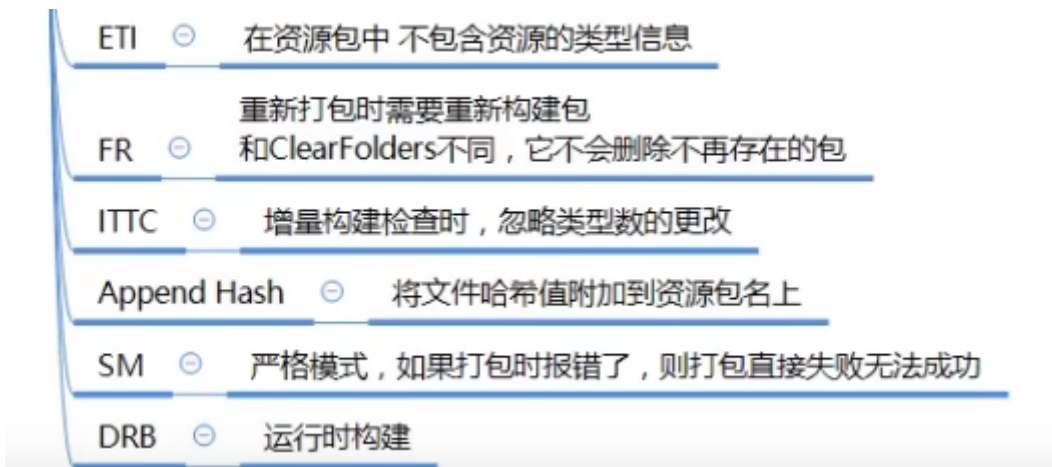 ETI 在资源包中 不包含资源的类型信息
重新打包时需要重新构建包
FR 和ClearFolders不同，它不会删除不再存在的包
ITTC 增量构建检查时，忽略类型数的更改
Append Hash 将文件哈希值附加到资源包名上
SM 严格模式，如果打包时报错了，则打包直接失败无法成功
DRB 运行时构建